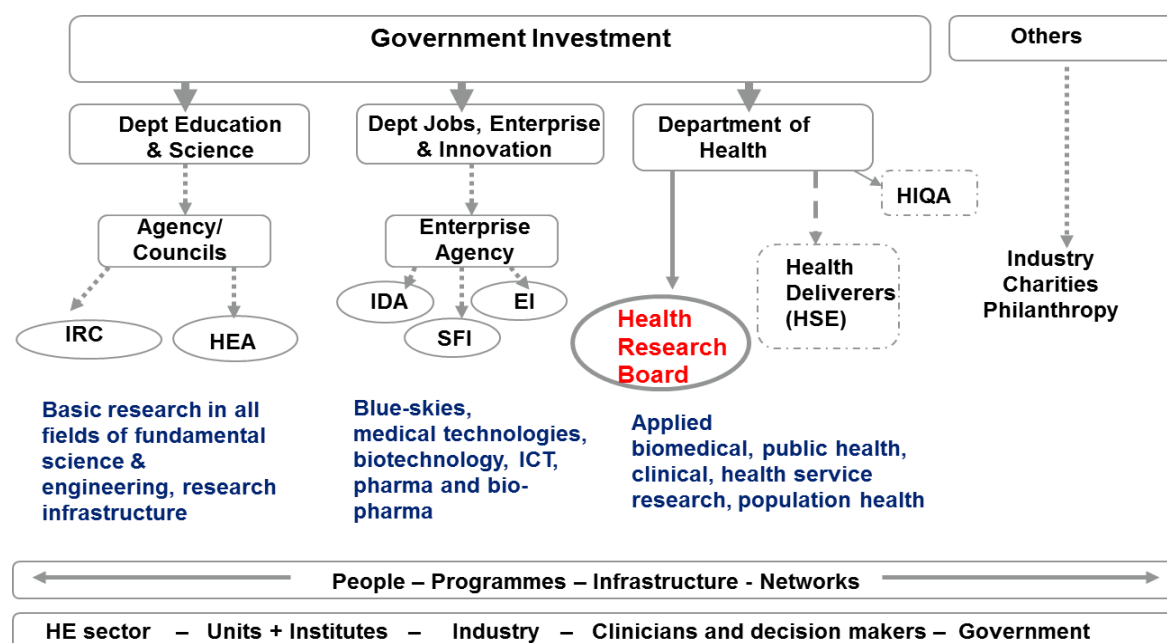 Government Investment
Others
Dept Education
& Science
Dept Jobs, Enterprise
& Innovation
Department of
Health
HIQA
Agency/
Councils
Enterprise
Agency
Health
Deliverers
(HSE)
Industry
Charities
Philanthropy
IRC
HEA
IDA
SFI
EI
Health
Research
Board
Basic research in all
fields of fundamental
science &
engineering, research
infrastructure
Blue-skies,
medical technologies,
biotechnology, ICT,
pharma and bio-
pharma
Applied
biomedical, public health,
clinical, health service
research, population health
People – Programmes – Infrastructure - Networks
HE sector – Units + Institutes – Industry – Clinicians and decision makers – Government